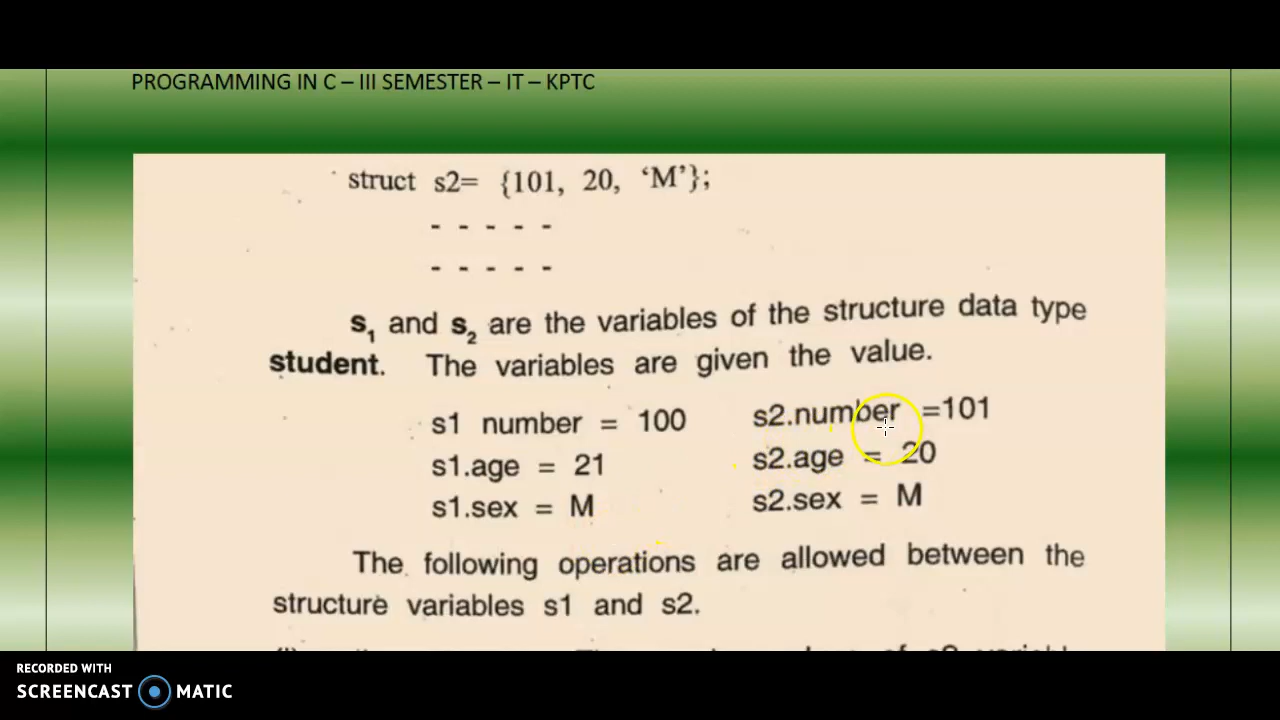 PROGRAMMING IN C – III SEMESTER – IT – KPTC
struct s2= {101, 20, ‘M’};
- - - - -
- - - - -
s1 and s2 are the variables of the structure data type
student. The variables are given the value.
s1 number = 100 s2.number =101
s1.age = 21 s2.age = 20
s1.sex = M s2.sex = M
The following operations are allowed between the
structure variables s1 and s2.
RECORDED WITH
SCREENCAST MATIC